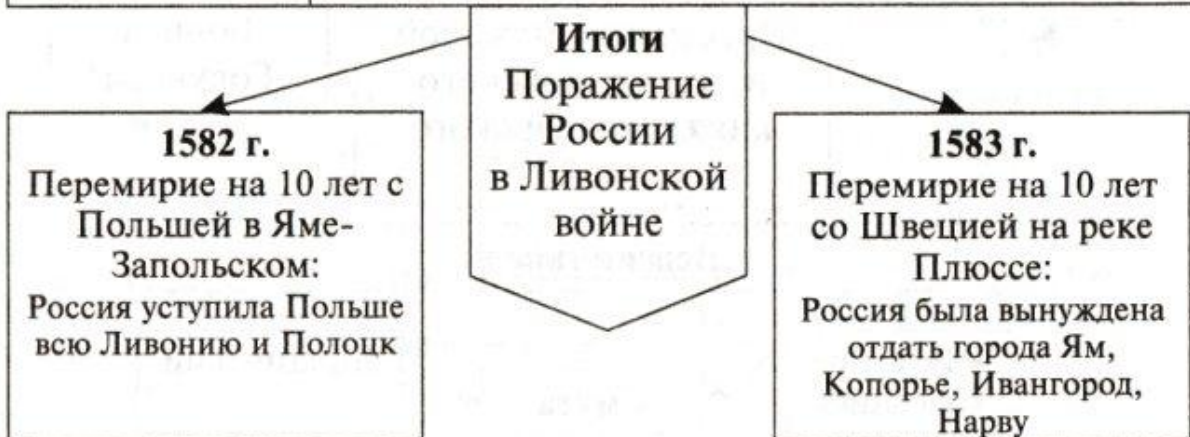 Итоги
Поражение
России
в Ливонской
войне
1582 г.
Перемирие на 10 лет с
Польшей в Яме-
Запольском:
Россия уступила Польше
всю Ливонию и Полоцк
1583 г.
Перемирие на 10 лет
со Швецией на реке
Плюссе:
Россия была вынуждена
отдать города Ям,
Копорье, Ивангород,
Нарву